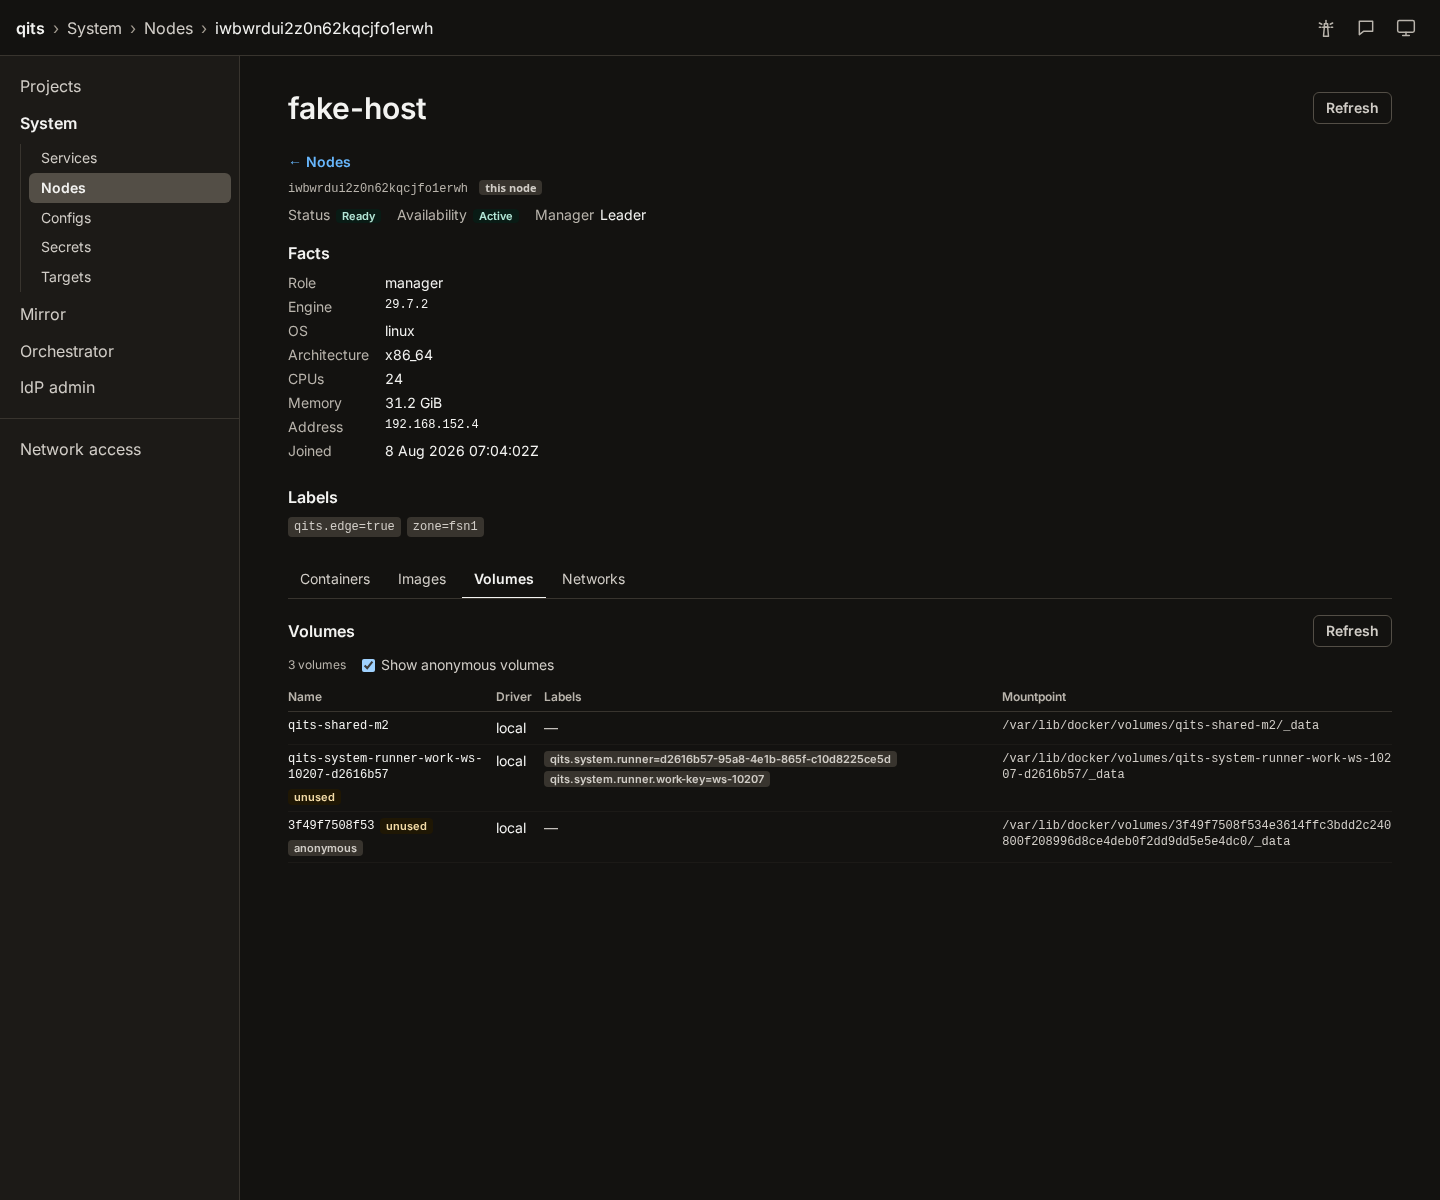 qits › System › Nodes › iwbwrdui2z0n62kqcjfo1erwh
Projects
System
Services
Nodes
Configs
Secrets
Targets
Mirror
Orchestrator
IdP admin
Network access
fake-host
Refresh
← Nodes
iwbwrdui2z0n62kqcjfo1erwh this node
Status Ready Availability Active Manager Leader
Facts
Role manager
Engine 29.7.2
OS linux
Architecture x86_64
CPUs 24
Memory 31.2 GiB
Address 192.168.152.4
Joined 8 Aug 2026 07:04:02Z
Labels
qits.edge=true zone=fsn1
Containers Images Volumes Networks
Volumes
Refresh
3 volumes Show anonymous volumes
Name Driver Labels Mountpoint
qits-shared-m2 local — /var/lib/docker/volumes/qits-shared-m2/_data
qits-system-runner-work-ws- local qits.system.runner=d2616b57-95a8-4e1b-865f-c10d8225ce5d /var/lib/docker/volumes/qits-system-runner-work-ws-102
10207-d2616b57 qits.system.runner.work-key=ws-10207 07-d2616b57/_data
unused
3f49f7508f53 unused local — /var/lib/docker/volumes/3f49f7508f534e3614ffc3bdd2c240
anonymous 800f208996d8ce4deb0f2dd9dd5e5e4dc0/_data